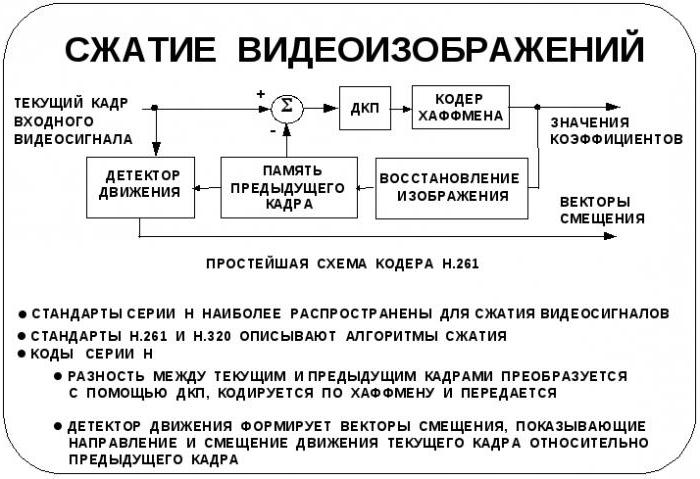 СЖАТИЕ ВИДЕОИЗОБРАЖЕНИЙ
ТЕКУЩИЙ КАДР
ВХОДНОГО
ВИДЕОСИГНАЛА
+
Σ
-
ДКП
КОДЕР
ХАФФМЕНА
ЗНАЧЕНИЯ
КОЭФФИЦИЕНТОВ
ДЕТЕКТОР
ДВИЖЕНИЯ
ПАМЯТЬ
ПРЕДЫДУЩЕГО
КАДРА
ВОССТАНОВЛЕНИЕ
ИЗОБРАЖЕНИЯ
ВЕКТОРЫ
СМЕЩЕНИЯ
ПРОСТЕЙШАЯ СХЕМА КОДЕРА Н.261
● СТАНДАРТЫ СЕРИИ Н НАИБОЛЕЕ РАСПРОСТРАНЕНЫ ДЛЯ СЖАТИЯ ВИДЕОСИГНАЛОВ
● СТАНДАРТЫ Н.261 И Н.320 ОПИСЫВАЮТ АЛГОРИТМЫ СЖАТИЯ
● КОДЫ СЕРИИ Н
● РАЗНОСТЬ МЕЖДУ ТЕКУЩИМ И ПРЕДЫДУЩИМ КАДРАМИ ПРЕОБРАЗУЕТСЯ
С ПОМОЩЬЮ ДКП, КОДИРУЕТСЯ ПО ХАФФМЕНУ И ПЕРЕДАЕТСЯ
● ДЕТЕКТОР ДВИЖЕНИЯ ФОРМИРУЕТ ВЕКТОРЫ СМЕЩЕНИЯ, ПОКАЗЫВАЮЩИЕ
НАПРАВЛЕНИЕ И СМЕЩЕНИЕ ДВИЖЕНИЯ ТЕКУЩЕГО КАДРА ОТНОСИТЕЛЬНО
ПРЕДЫДУЩЕГО КАДРА